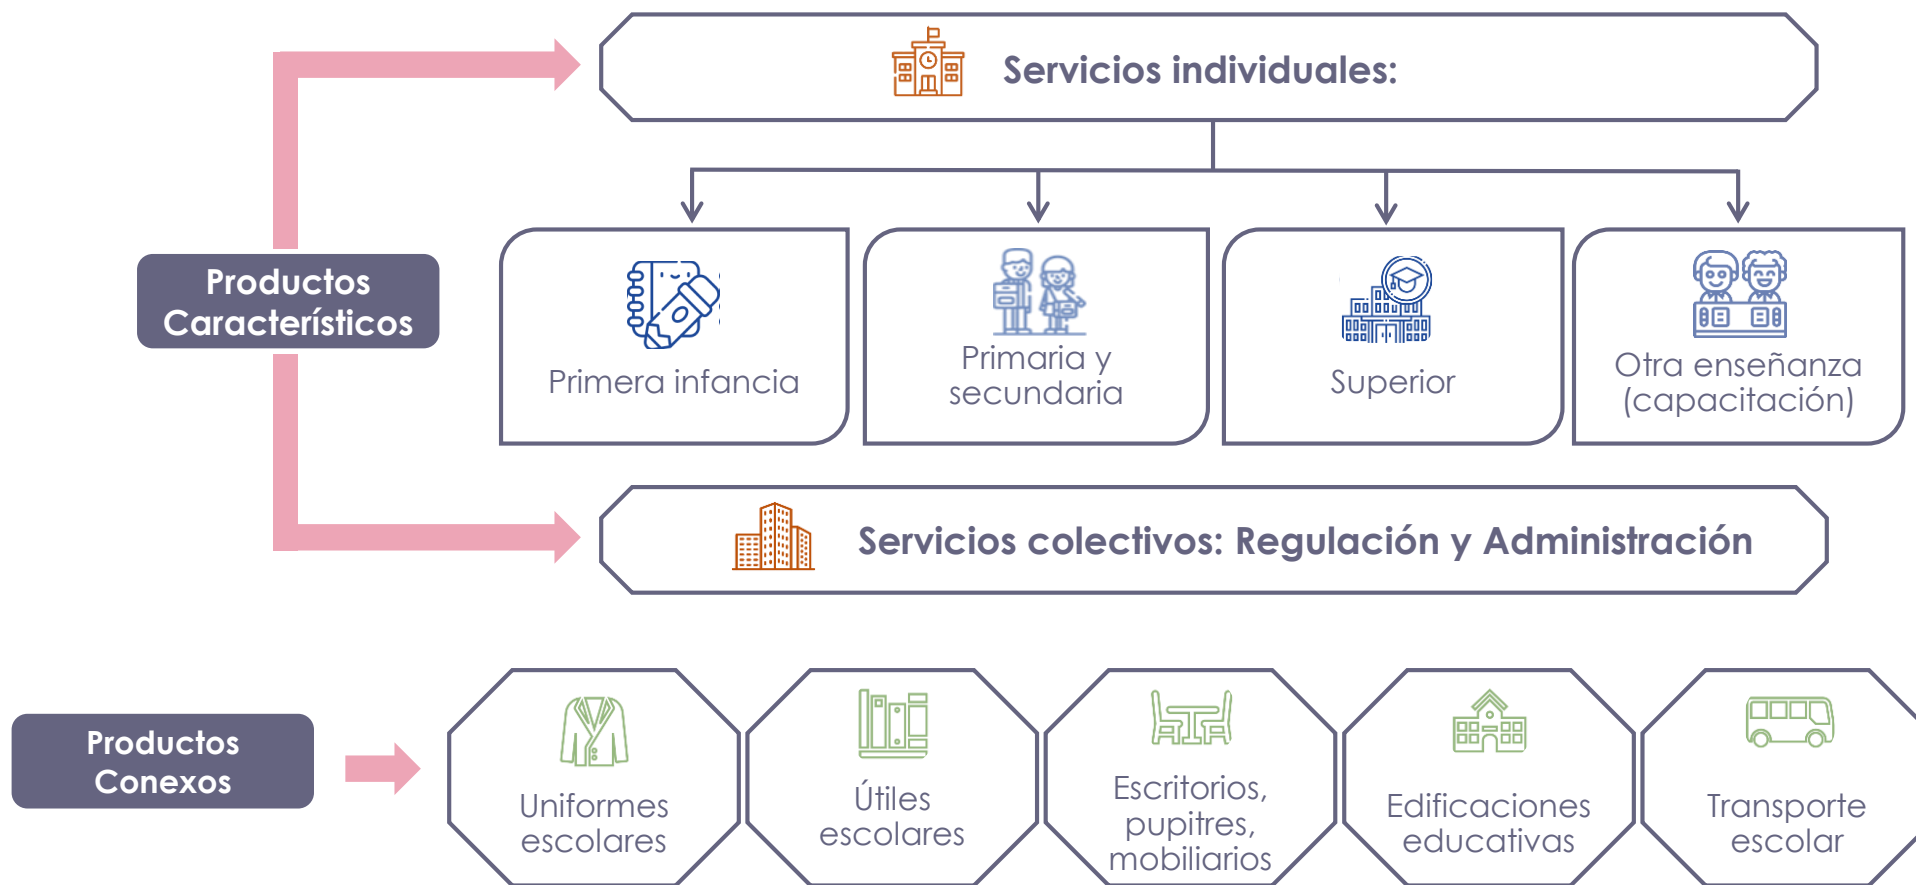 Servicios individuales:
Productos
Característicos
Primera infancia
Primaria y
secundaria
Superior
Otra enseñanza
(capacitación)
Servicios colectivos: Regulación y Administración
Productos
Conexos
Uniformes
escolares
Útiles
escolares
Escritorios,
pupitres,
mobiliarios
Edificaciones
educativas
Transporte
escolar